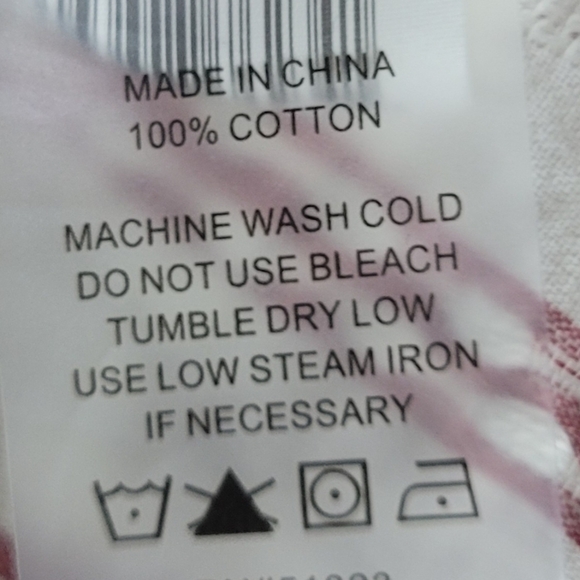 MADE IN CHINA
100% COTTON
MACHINE WASH COLD
DO NOT USE BLEACH
TUMBLE DRY LOW
USE LOW STEAM IRON
IF NECESSARY